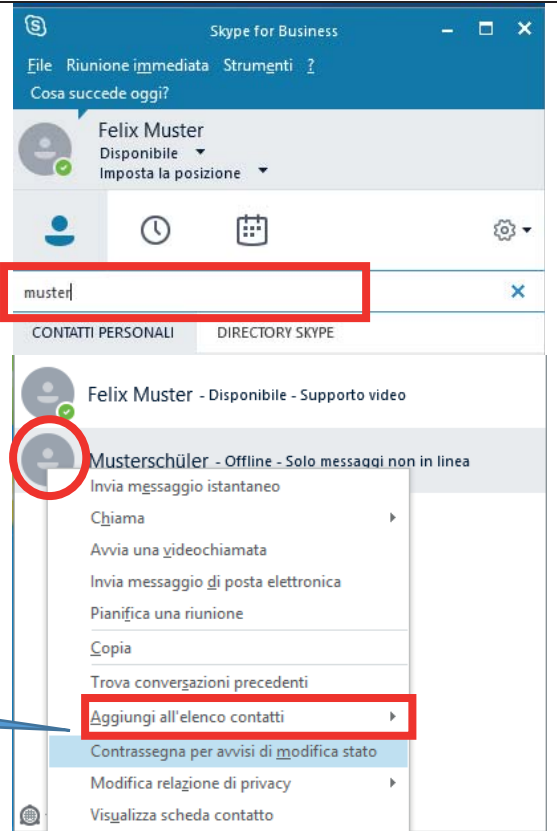 Skype for Business
File Riunione immediata Strumenti ?
Cosa succede oggi?
Felix Muster
Disponibile
Imposta la posizione
muster
CONTATTI PERSONALI DIRECTORY SKYPE
Felix Muster - Disponibile - Supporto video
Musterschüler - Offline - Solo messaggi non in linea
Invia messaggio istantaneo
Chiama
Avvia una videochiamata
Invia messaggio di posta elettronica
Pianifica una riunione
Copia
Trova conversazioni precedenti
Aggiungi all'elenco contatti
Contrassegna per avvisi di modifica stato
Modifica relazione di privacy
Visualizza scheda contatto